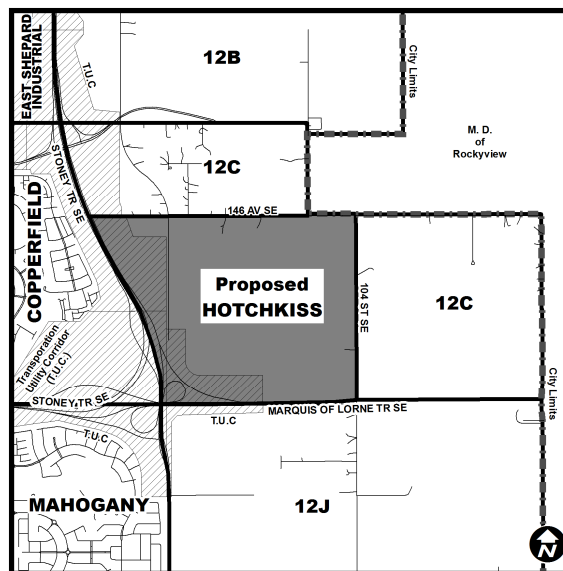 EAST SHEPARD
INDUSTRIAL
T.U.C.
12B
City Limits
M. D.
of
Rockyview
STONEY TR SE
12C
COPPERFIELD
146 AV SE
Proposed
HOTCHKISS
104 ST SE
12C
Transporation
Utility Corridor
(T.U.C.)
City Limits
STONEY TR SE
MARQUIS OF LORNE TR SE
T.U.C
T.U.C
MAHOGANY
12J
N